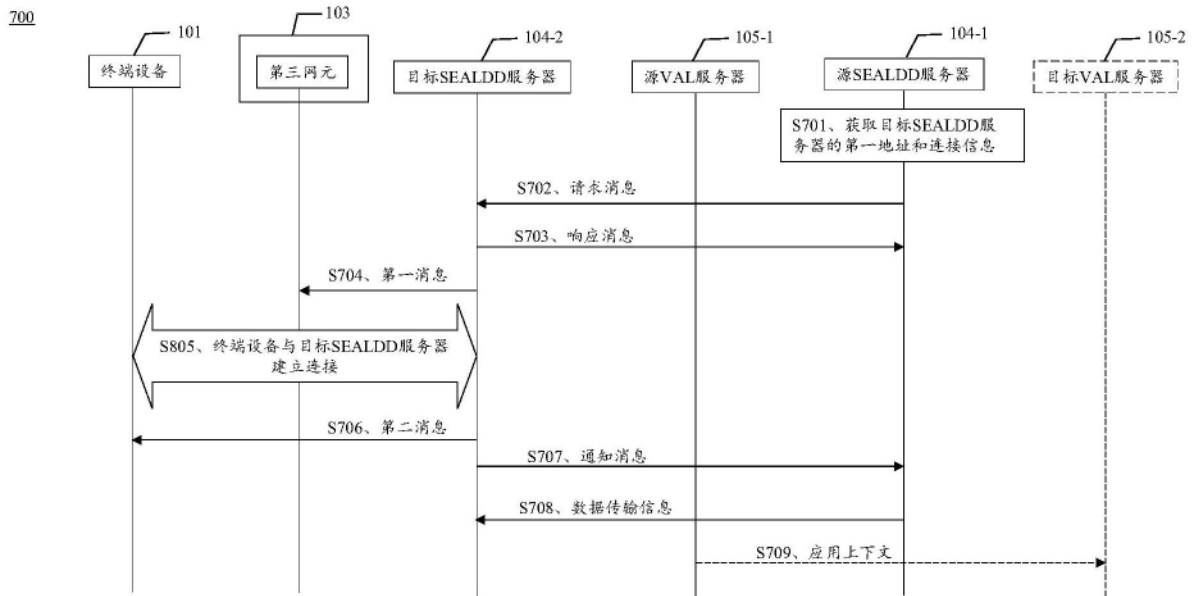 700
101
103
104-2
105-1
104-1
105-2
终端设备
第三网元
目标SEALDD服务器
源VAL服务器
源SEALDD服务器
目标VAL服务器
S701、获取目标SEALDD服
务器的第一地址和连接信息
S702、请求消息
S703、响应消息
S704、第一消息
S805、终端设备与目标SEALDD服务器
建立连接
S706、第二消息
S707、通知消息
S708、数据传输信息
S709、应用上下文